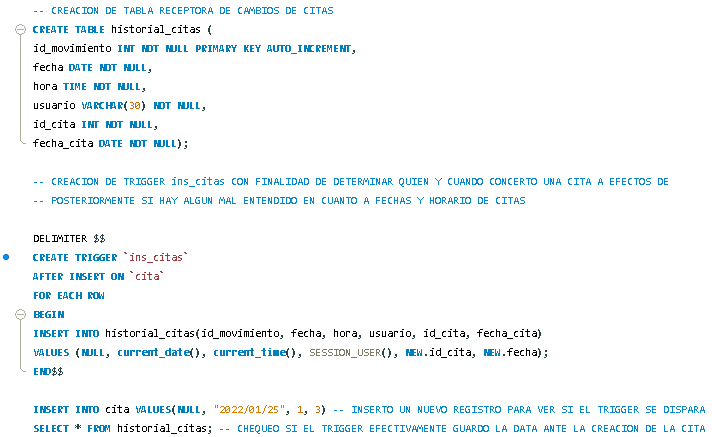 -- CREACION DE TABLA RECEPTORA DE CAMBIOS DE CITAS
CREATE TABLE historial_citas (
id_movimiento INT NOT NULL PRIMARY KEY AUTO_INCREMENT,
fecha DATE NOT NULL,
hora TIME NOT NULL,
usuario VARCHAR(30) NOT NULL,
id_cita INT NOT NULL,
fecha_cita DATE NOT NULL);
-- CREACION DE TRIGGER ins_citas CON FINALIDAD DE DETERMINAR QUIEN Y CUANDO CONCERTO UNA CITA A EFECTOS DE
-- POSTERIORMENTE SI HAY ALGUN MAL ENTENDIDO EN CUANTO A FECHAS Y HORARIO DE CITAS
DELIMITER $$
CREATE TRIGGER `ins_citas`
AFTER INSERT ON `cita`
FOR EACH ROW
BEGIN
INSERT INTO historial_citas(id_movimiento, fecha, hora, usuario, id_cita, fecha_cita)
VALUES (NULL, current_date(), current_time(), SESSION_USER(), NEW.id_cita, NEW.fecha);
END$$
INSERT INTO cita VALUES(NULL, "2022/01/25", 1, 3) -- INSERTO UN NUEVO REGISTRO PARA VER SI EL TRIGGER SE DISPARA
SELECT * FROM historial_citas; -- CHEQUEO SI EL TRIGGER EFECTIVAMENTE GUARDO LA DATA ANTE LA CREACION DE LA CITA